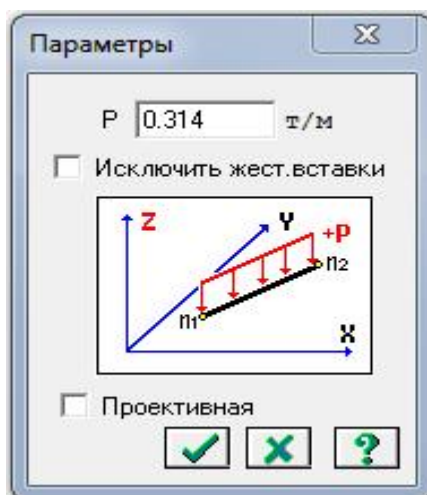 Параметры
P 0.314 т/м
Исключить жест.вставки
Z Y +P
n2
n1
X
Проективная